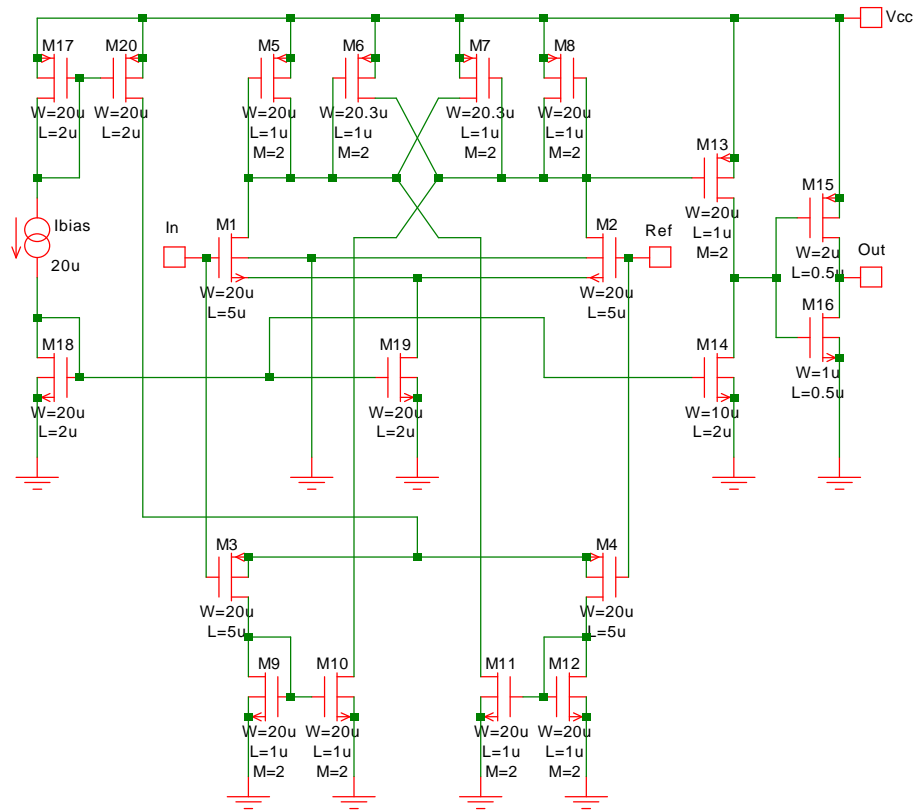 Vcc
M17
W=20u
L=2u
M20
W=20u
L=2u
M5
W=20u
L=1u
M=2
M6
W=20.3u
L=1u
M=2
M7
W=20.3u
L=1u
M=2
M8
W=20u
L=1u
M=2
M13
W=20u
L=1u
M=2
M15
W=2u
L=0.5u
Ibias
20u
In
M1
W=20u
L=5u
M2
W=20u
L=5u
Ref
Out
M16
W=1u
L=0.5u
M18
W=20u
L=2u
M19
W=20u
L=2u
M14
W=10u
L=2u
M3
W=20u
L=5u
M4
W=20u
L=5u
M9
W=20u
L=1u
M=2
M10
W=20u
L=1u
M=2
M11
W=20u
L=1u
M=2
M12
W=20u
L=1u
M=2